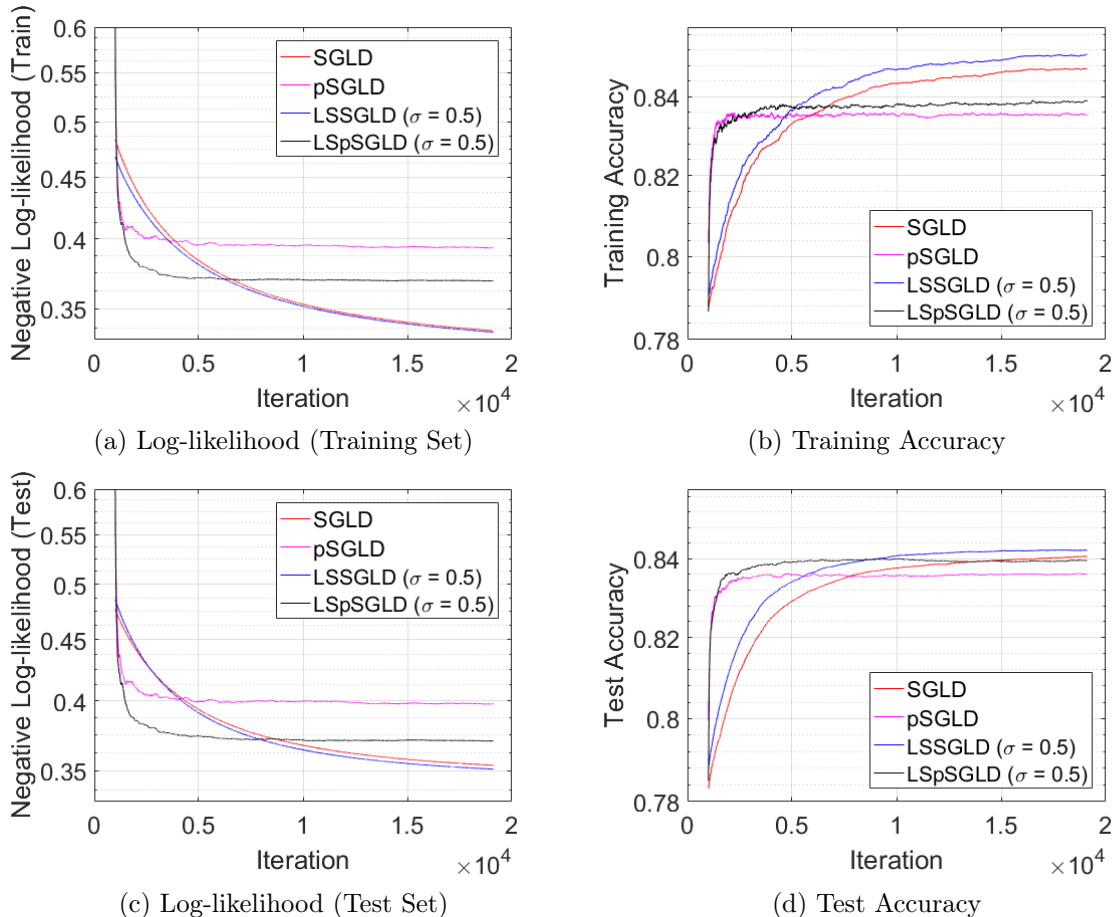 Negative Log-likelihood (Train)
0.6
0.55
0.5
0.45
0.4
0.35
SGLD
pSGLD
LSSGLD (σ = 0.5)
LSpSGLD (σ = 0.5)
0 0.5 1 1.5 2
Iteration ×10^4
(a) Log-likelihood (Training Set)
Training Accuracy
0.84
0.82
0.8
0.78
SGLD
pSGLD
LSSGLD (σ = 0.5)
LSpSGLD (σ = 0.5)
0 0.5 1 1.5 2
Iteration ×10^4
(b) Training Accuracy
Negative Log-likelihood (Test)
0.6
0.55
0.5
0.45
0.4
0.35
SGLD
pSGLD
LSSGLD (σ = 0.5)
LSpSGLD (σ = 0.5)
0 0.5 1 1.5 2
Iteration ×10^4
(c) Log-likelihood (Test Set)
Test Accuracy
0.84
0.82
0.8
0.78
SGLD
pSGLD
LSSGLD (σ = 0.5)
LSpSGLD (σ = 0.5)
0 0.5 1 1.5 2
Iteration ×10^4
(d) Test Accuracy